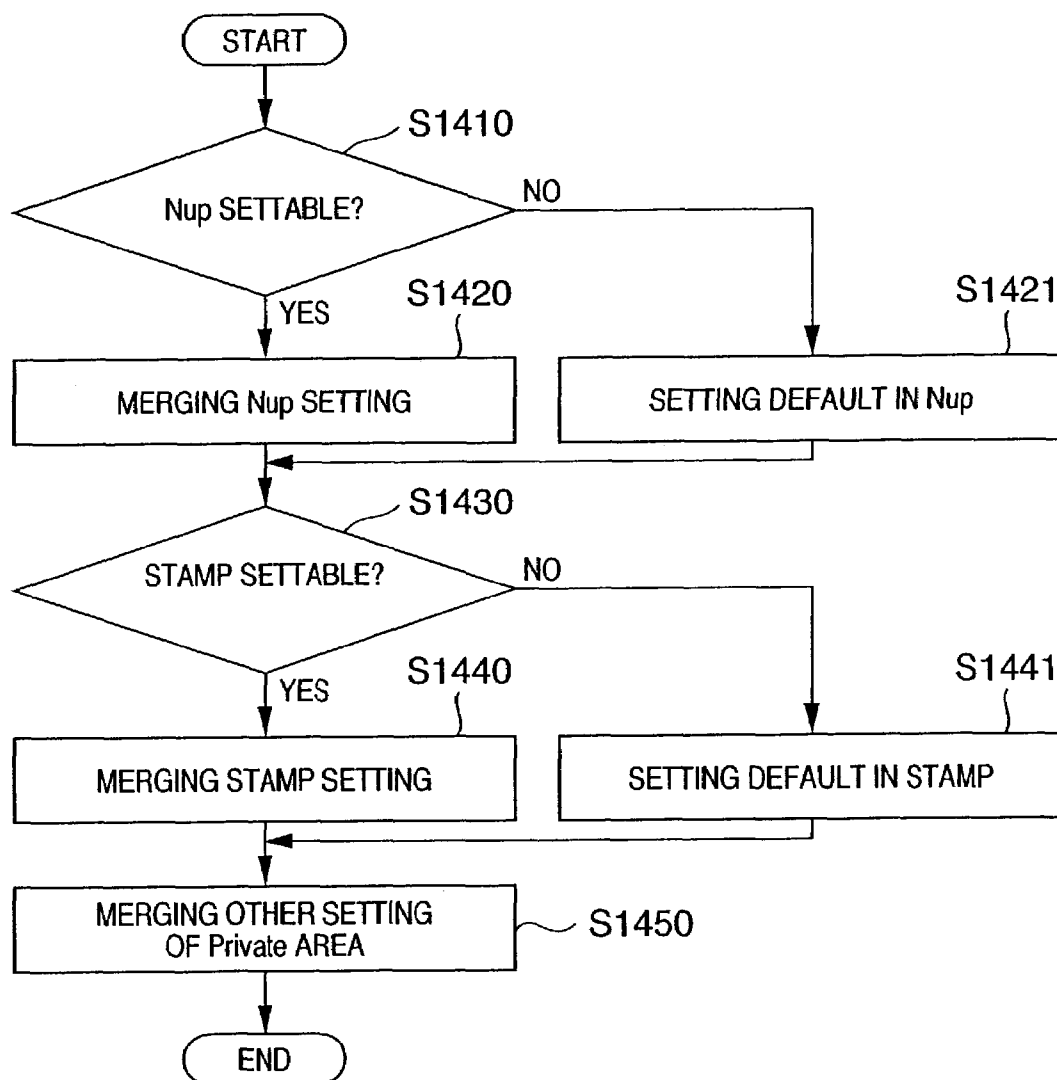 START
S1410
Nup SETTABLE?
NO
YES
S1420
S1421
MERGING Nup SETTING
SETTING DEFAULT IN Nup
S1430
STAMP SETTABLE?
NO
YES
S1440
S1441
MERGING STAMP SETTING
SETTING DEFAULT IN STAMP
MERGING OTHER SETTING
OF Private AREA
S1450
END